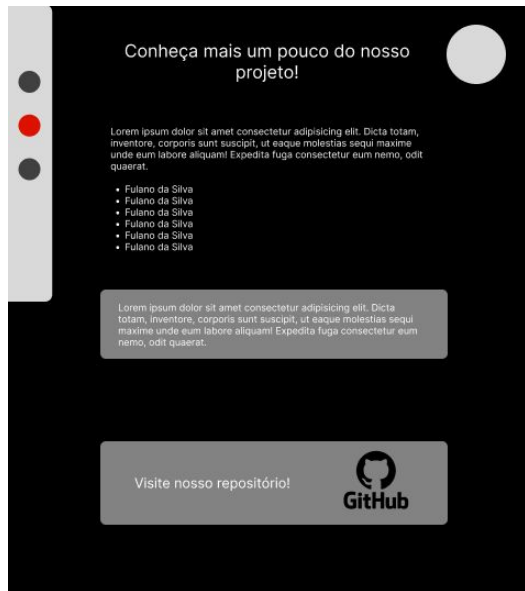 Conheça mais um pouco do nosso
projeto!
Lorem ipsum dolor sit amet consectetur adipisicing elit. Dicta totam,
inventore, corporis sunt suscipit, ut eaque molestias sequi maxime
unde eum labore aliquam! Expedita fuga consectetur eum nemo, odit
quaerat.
• Fulano da Silva
• Fulano da Silva
• Fulano da Silva
• Fulano da Silva
• Fulano da Silva
• Fulano da Silva
Lorem ipsum dolor sit amet consectetur adipisicing elit. Dicta
totam, inventore, corporis sunt suscipit, ut eaque molestias sequi
maxime unde eum labore aliquam! Expedita fuga consectetur eum
nemo, odit quaerat.
Visite nosso repositório!
GitHub